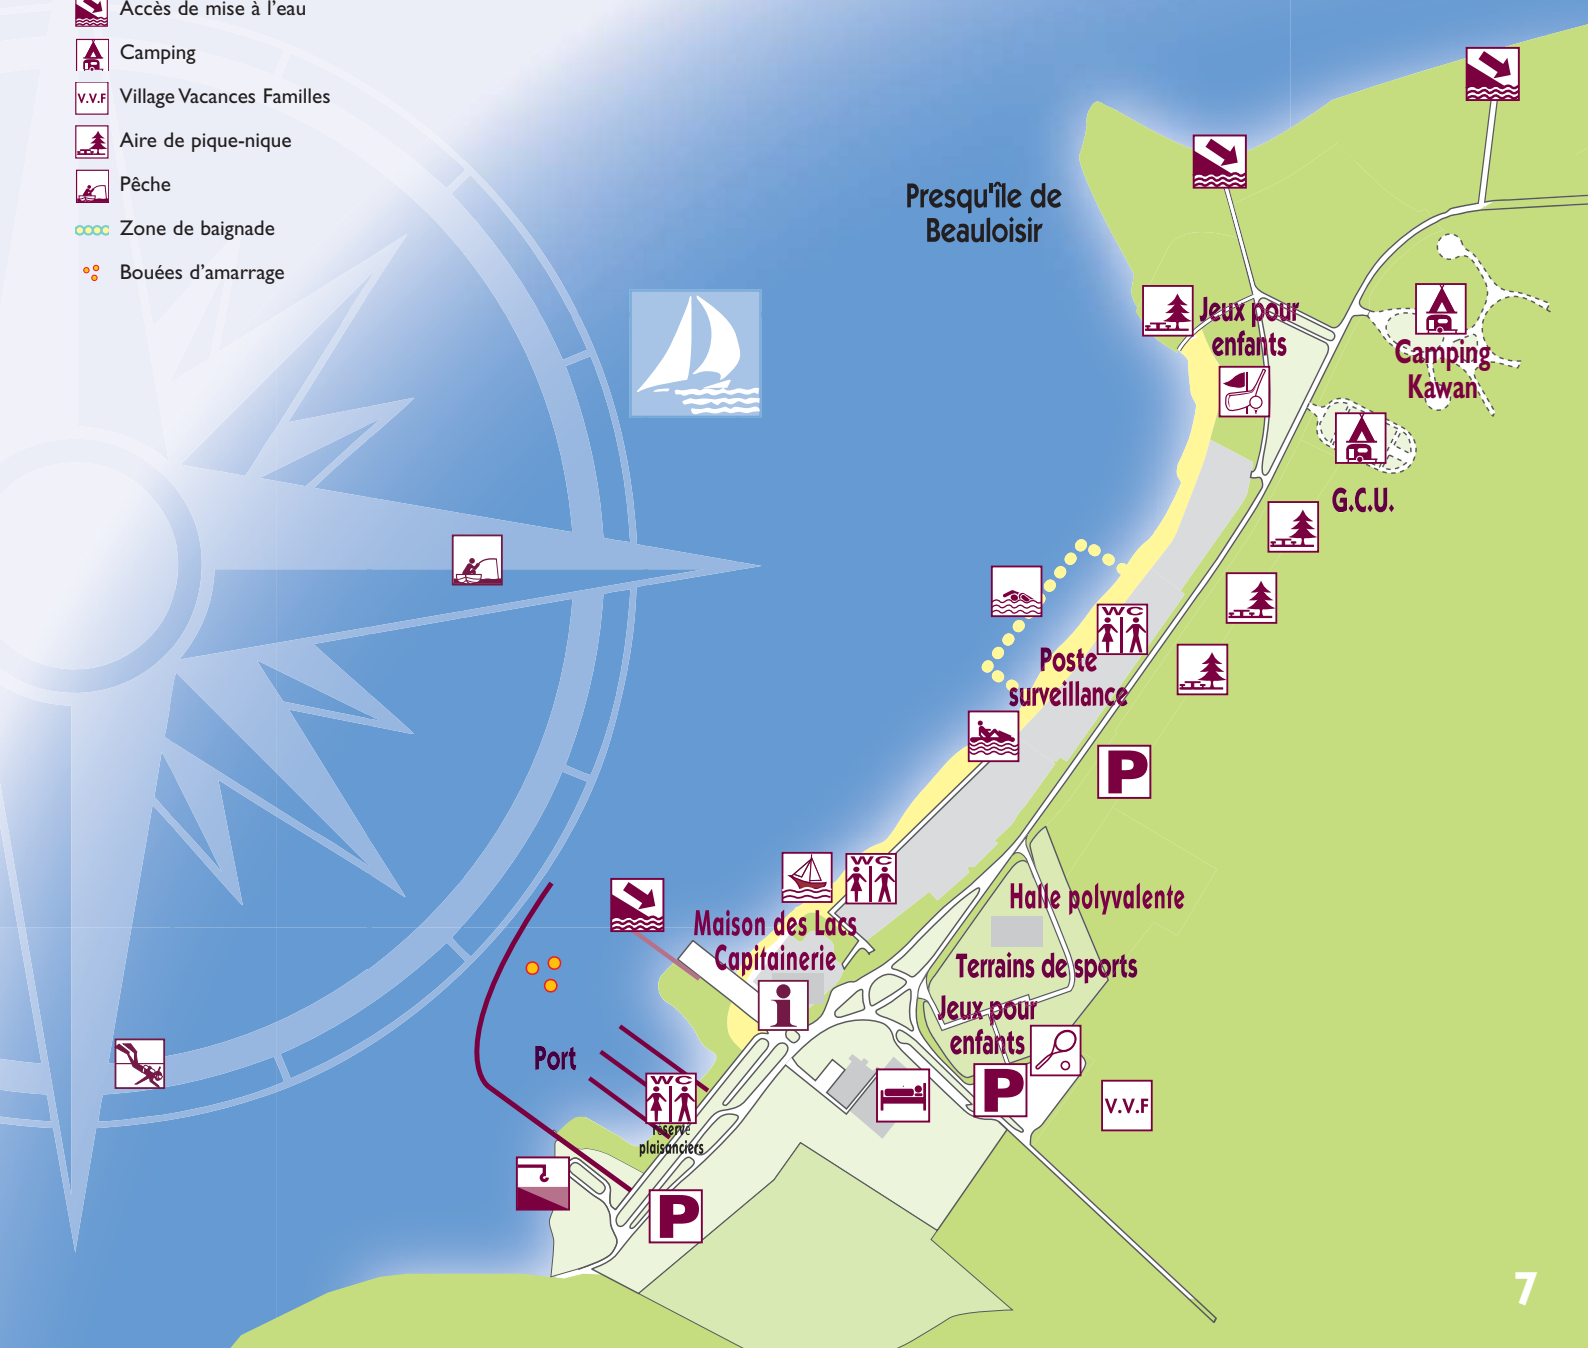 Accès de mise à l'eau
Camping
V.V.F
Village Vacances Familles
Aire de pique-nique
Pêche
Zone de baignade
Bouées d'amarrage
Presqu'île de
Beauloisir
Jeux pour
enfants
Camping
Kawan
G.C.U.
WC
Poste
surveillance
P
WC
Halle polyvalente
Maison des Lacs
Capitainerie
Terrains de sports
i
Jeux pour
enfants
Port
WC
réservé
plaisanciers
P
V.V.F
P
7